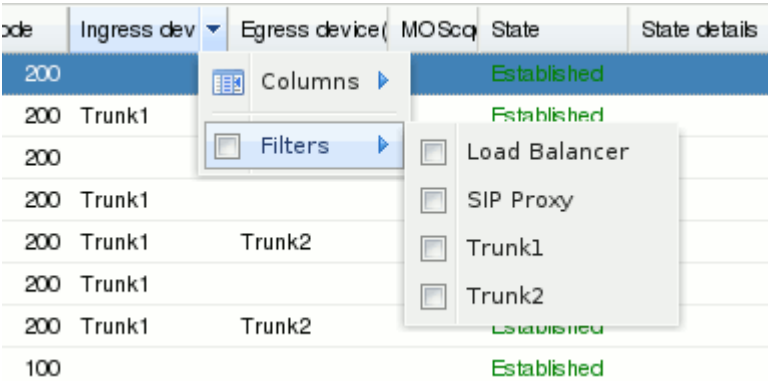 ode Ingress dev Egress device( MOScq State State details
200 Established
Columns
200 Trunk1 Established
Filters
200
Load Balancer
200 Trunk1
SIP Proxy
200 Trunk1 Trunk2
Trunk1
200 Trunk1
Trunk2
200 Trunk1 Trunk2 Established
100 Established